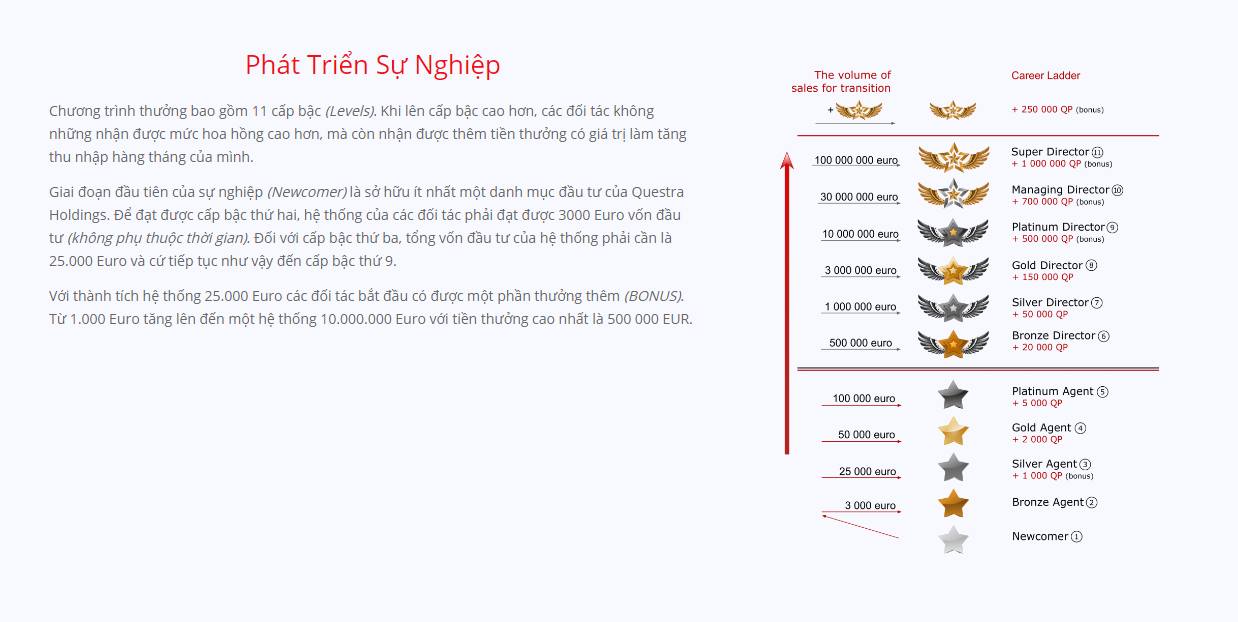 Phát Triển Sự Nghiệp
Chương trình thưởng bao gồm 11 cấp bậc (Levels). Khi lên cấp bậc cao hơn, các đối tác không
những nhận được mức hoa hồng cao hơn, mà còn nhận được thêm tiền thưởng có giá trị làm tăng
thu nhập hàng tháng của mình.
Giai đoạn đầu tiên của sự nghiệp (Newcomer) là sở hữu ít nhất một danh mục đầu tư của Questra
Holdings. Để đạt được cấp bậc thứ hai, hệ thống của các đối tác phải đạt được 3000 Euro vốn đầu
tư (không phụ thuộc thời gian). Đối với cấp bậc thứ ba, tổng vốn đầu tư của hệ thống phải cần là
25.000 Euro và cứ tiếp tục như vậy đến cấp bậc thứ 9.
Với thành tích hệ thống 25.000 Euro các đối tác bắt đầu có được một phần thưởng thêm (BONUS).
Từ 1.000 Euro tăng lên đến một hệ thống 10.000.000 Euro với tiền thưởng cao nhất là 500 000 EUR.
The volume of
sales for transition
Career Ladder
+
+ 250 000 QP (bonus)
100 000 000 euro
Super Director 11
+ 1 000 000 QP (bonus)
30 000 000 euro
Managing Director 10
+ 700 000 QP (bonus)
10 000 000 euro
Platinum Director 9
+ 500 000 QP (bonus)
3 000 000 euro
Gold Director 8
+ 150 000 QP
1 000 000 euro
Silver Director 7
+ 50 000 QP
500 000 euro
Bronze Director 6
+ 20 000 QP
100 000 euro
Platinum Agent 5
+ 5 000 QP
50 000 euro
Gold Agent 4
+ 2 000 QP
25 000 euro
Silver Agent 3
+ 1 000 QP (bonus)
3 000 euro
Bronze Agent 2
Newcomer 1